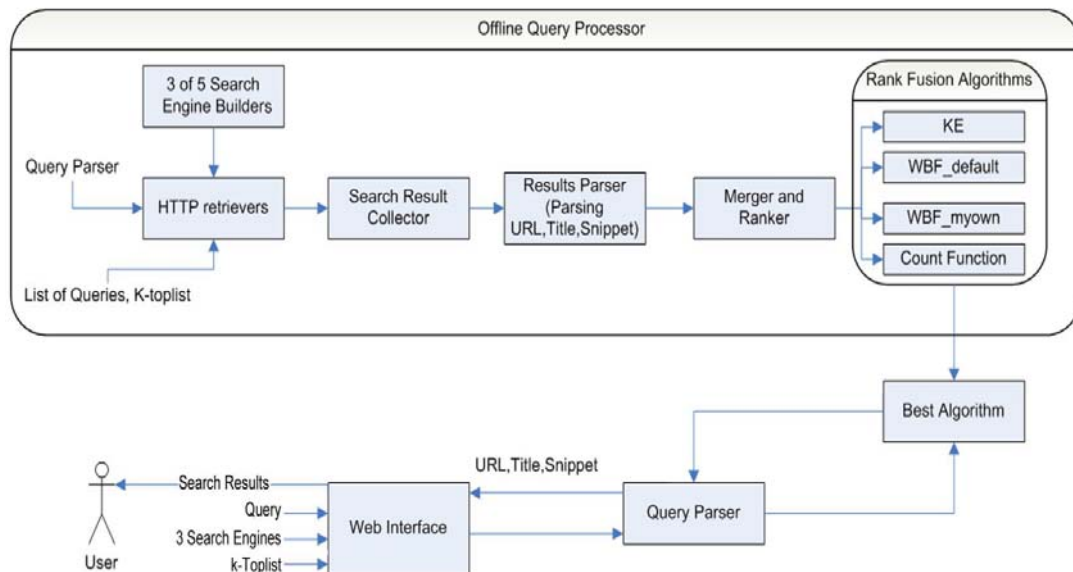 Offline Query Processor
3 of 5 Search
Engine Builders
Rank Fusion Algorithms
KE
WBF_default
WBF_myown
Count Function
Query Parser
HTTP retrievers
Search Result
Collector
Results Parser
(Parsing
URL,Title,Snippet)
Merger and
Ranker
List of Queries, K-toplist
Best Algorithm
URL,Title,Snippet
Search Results
Query
3 Search Engines
k-Toplist
Web Interface
Query Parser
User